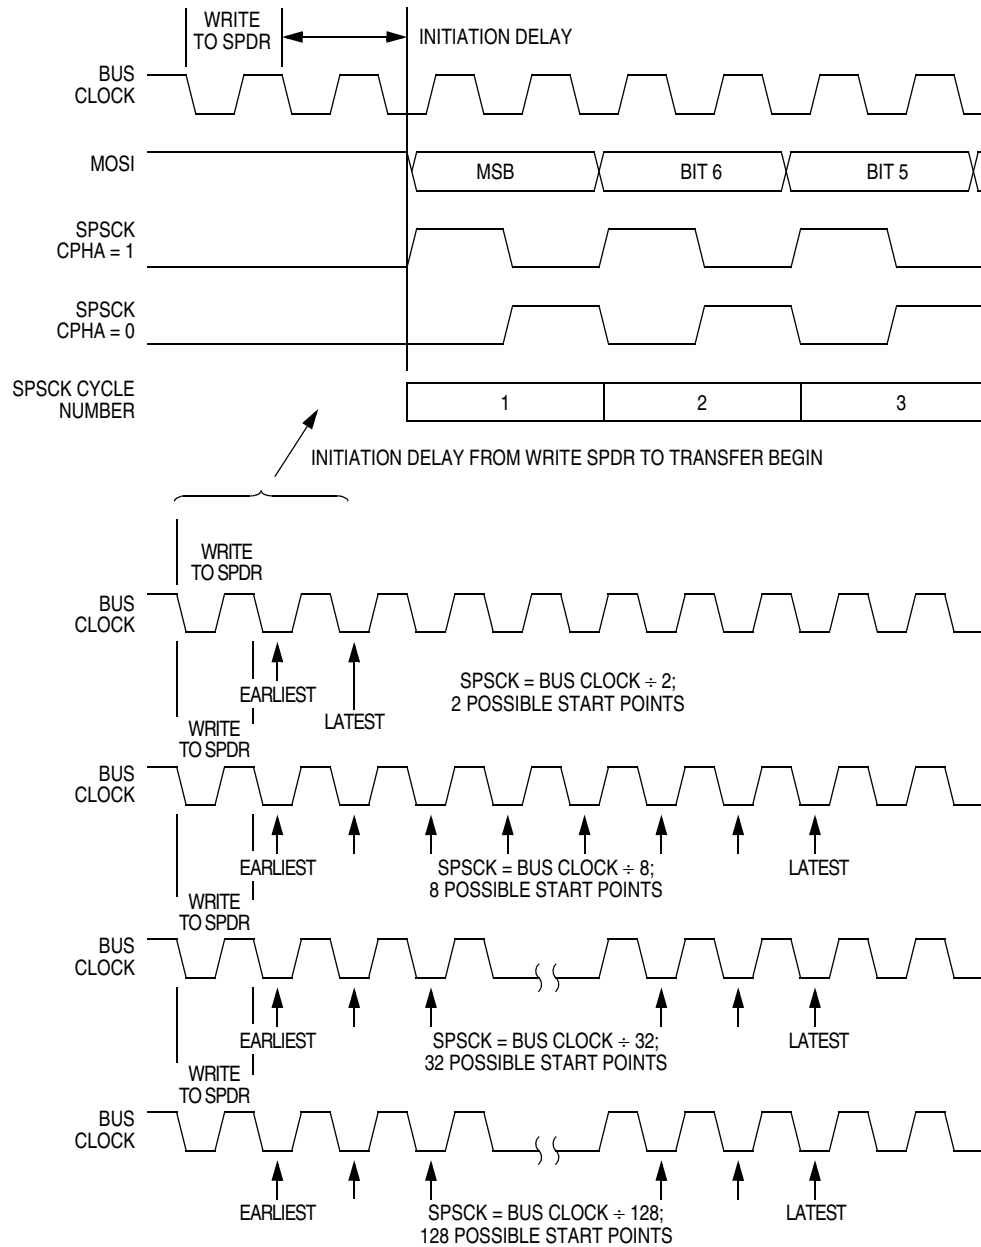 WRITE
TO SPDR
INITIATION DELAY
BUS
CLOCK
MOSI
MSB
BIT 6
BIT 5
SPSCK
CPHA = 1
SPSCK
CPHA = 0
SPSCK CYCLE
NUMBER
1
2
3
INITIATION DELAY FROM WRITE SPDR TO TRANSFER BEGIN
WRITE
TO SPDR
BUS
CLOCK
EARLIEST
LATEST
SPSCK = BUS CLOCK ÷ 2;
2 POSSIBLE START POINTS
WRITE
TO SPDR
BUS
CLOCK
EARLIEST
SPSCK = BUS CLOCK ÷ 8;
8 POSSIBLE START POINTS
LATEST
WRITE
TO SPDR
BUS
CLOCK
EARLIEST
SPSCK = BUS CLOCK ÷ 32;
32 POSSIBLE START POINTS
LATEST
WRITE
TO SPDR
BUS
CLOCK
EARLIEST
SPSCK = BUS CLOCK ÷ 128;
128 POSSIBLE START POINTS
LATEST